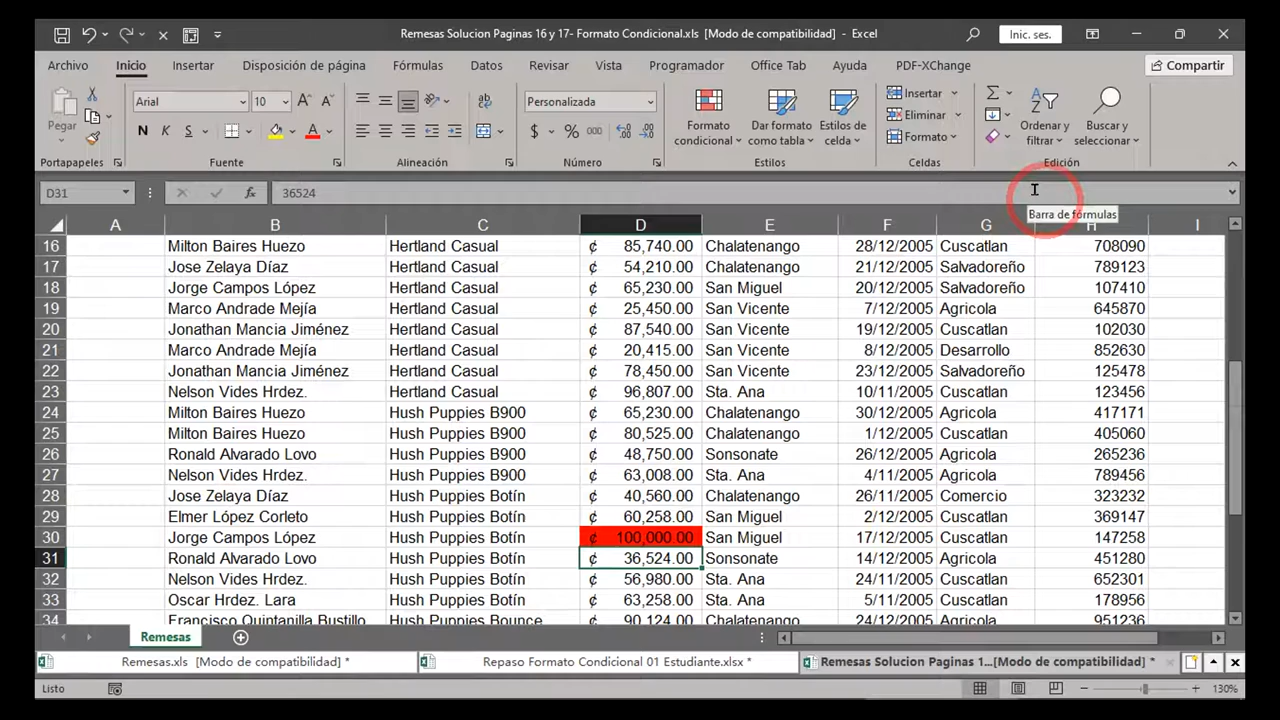 Remesas Solucion Paginas 16 y 17- Formato Condicional.xls [Modo de compatibilidad] - Excel
Inic. ses.
Archivo Inicio Insertar Disposición de página Fórmulas Datos Revisar Vista Programador Office Tab Ayuda PDF-XChange Compartir
Pegar
Arial 10
N K S
Personalizada
$ % 000
Formato condicional
Dar formato como tabla
Estilos de celda
Insertar
Eliminar
Formato
Ordenar y filtrar
Buscar y seleccionar
Portapapeles Fuente Alineación Número Estilos Celdas Edición
D31 fx 36524
Barra de fórmulas
A B C D E F G H I
16 Milton Baires Huezo Hertland Casual ¢ 85,740.00 Chalatenango 28/12/2005 Cuscatlan 708090
17 Jose Zelaya Díaz Hertland Casual ¢ 54,210.00 Chalatenango 21/12/2005 Salvadoreño 789123
18 Jorge Campos López Hertland Casual ¢ 65,230.00 San Miguel 20/12/2005 Salvadoreño 107410
19 Marco Andrade Mejía Hertland Casual ¢ 25,450.00 San Vicente 7/12/2005 Agricola 645870
20 Jonathan Mancia Jiménez Hertland Casual ¢ 87,540.00 San Vicente 19/12/2005 Cuscatlan 102030
21 Marco Andrade Mejía Hertland Casual ¢ 20,415.00 San Vicente 8/12/2005 Desarrollo 852630
22 Jonathan Mancia Jiménez Hertland Casual ¢ 78,450.00 San Vicente 23/12/2005 Salvadoreño 125478
23 Nelson Vides Hrdez. Hertland Casual ¢ 96,807.00 Sta. Ana 10/11/2005 Cuscatlan 123456
24 Milton Baires Huezo Hush Puppies B900 ¢ 65,230.00 Chalatenango 30/12/2005 Agricola 417171
25 Milton Baires Huezo Hush Puppies B900 ¢ 80,525.00 Chalatenango 1/12/2005 Cuscatlan 405060
26 Ronald Alvarado Lovo Hush Puppies B900 ¢ 48,750.00 Sonsonate 26/12/2005 Agricola 265236
27 Nelson Vides Hrdez. Hush Puppies B900 ¢ 63,008.00 Sta. Ana 4/11/2005 Agricola 789456
28 Jose Zelaya Díaz Hush Puppies Botín ¢ 40,560.00 Chalatenango 26/11/2005 Comercio 323232
29 Elmer López Corleto Hush Puppies Botín ¢ 60,258.00 San Miguel 2/12/2005 Cuscatlan 369147
30 Jorge Campos López Hush Puppies Botín ¢ 100,000.00 San Miguel 17/12/2005 Cuscatlan 147258
31 Ronald Alvarado Lovo Hush Puppies Botín ¢ 36,524.00 Sonsonate 14/12/2005 Agricola 451280
32 Nelson Vides Hrdez. Hush Puppies Botín ¢ 56,980.00 Sta. Ana 24/11/2005 Cuscatlan 652301
33 Oscar Hrdez. Lara Hush Puppies Botín ¢ 63,258.00 Sta. Ana 5/11/2005 Cuscatlan 178956
34 Francisco Quintanilla Bustillo Hush Puppies Bounce ¢ 90,124.00 Sta. Ana 24/12/2005 Agricola 951236
Remesas
Remesas.xls [Modo de compatibilidad] * Repaso Formato Condicional 01 Estudiante.xlsx * Remesas Solucion Paginas 1...[Modo de compatibilidad] *
Listo 130%